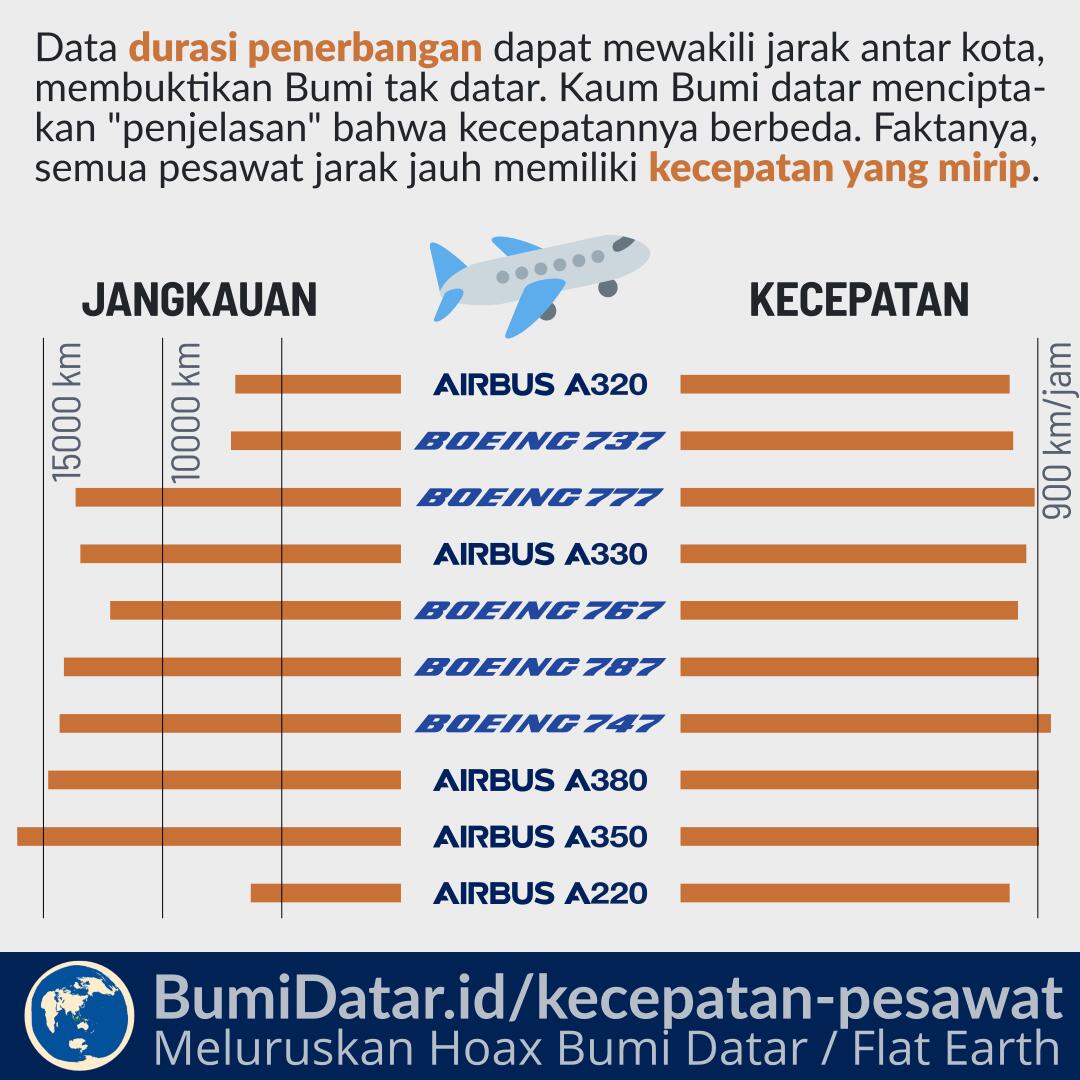 Data durasi penerbangan dapat mewakili jarak antar kota,
membuktikan Bumi tak datar. Kaum Bumi datar mencipta-
kan "penjelasan" bahwa kecepatannya berbeda. Faktanya,
semua pesawat jarak jauh memiliki kecepatan yang mirip.
JANGKAUAN
KECEPATAN
15000 km
10000 km
900 km/jam
AIRBUS A320
BOEING 737
BOEING 777
AIRBUS A330
BOEING 767
BOEING 787
BOEING 747
AIRBUS A380
AIRBUS A350
AIRBUS A220
BumiDatar.id/kecepatan-pesawat
Meluruskan Hoax Bumi Datar / Flat Earth